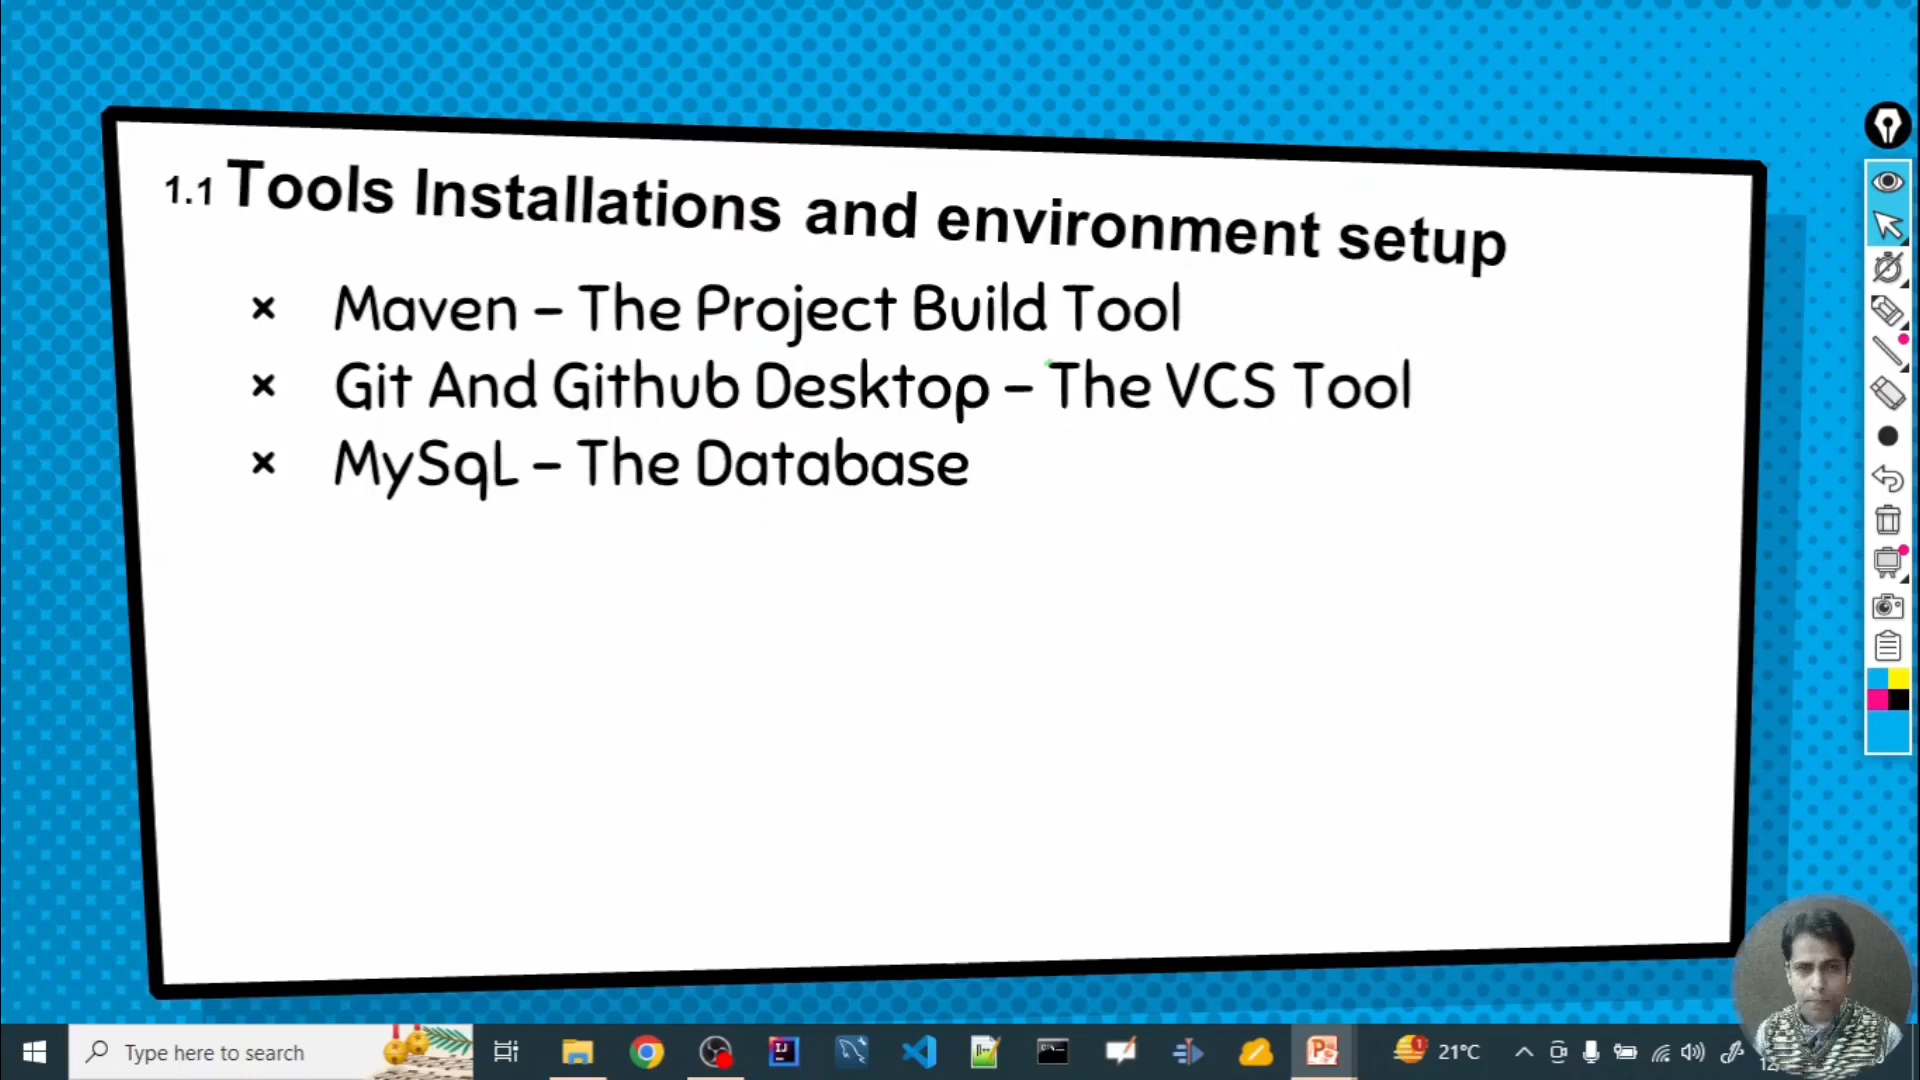 1.1 Tools Installations and environment setup
× Maven – The Project Build Tool
× Git And Github Desktop – The VCS Tool
× MySqL – The Database
Type here to search
21°C